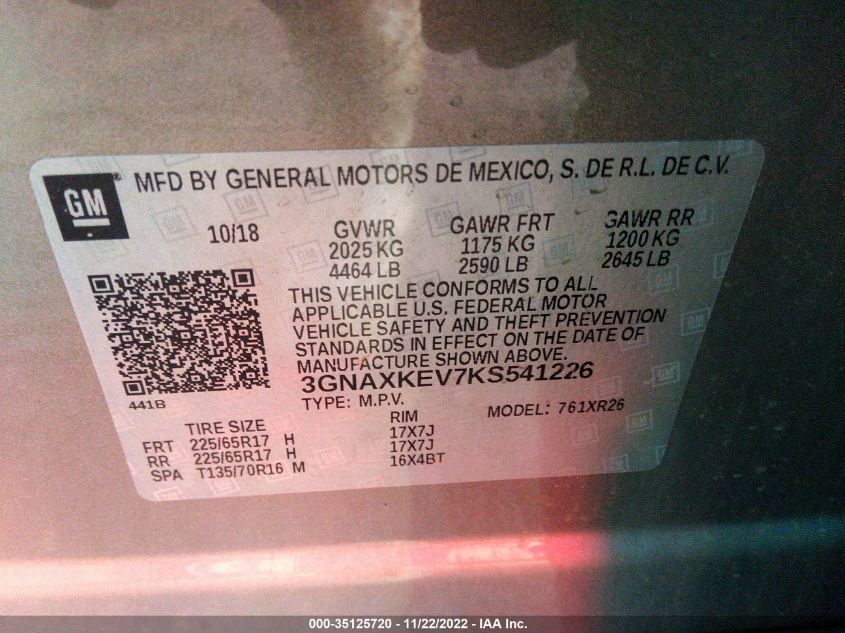 GM
MFD BY GENERAL MOTORS DE MEXICO, S. DE R.L. DE C.V.
10/18 GVWR GAWR FRT GAWR RR
2025 KG 1175 KG 1200 KG
4464 LB 2590 LB 2645 LB
THIS VEHICLE CONFORMS TO ALL
APPLICABLE U.S. FEDERAL MOTOR
VEHICLE SAFETY AND THEFT PREVENTION
STANDARDS IN EFFECT ON THE DATE OF
MANUFACTURE SHOWN ABOVE.
3GNAXKEV7KS541226
441B
TYPE: M.P.V. MODEL: 761XR26
TIRE SIZE RIM
FRT 225/65R17 H 17X7J
RR 225/65R17 H 17X7J
SPA T135/70R16 M 16X4BT
000-35125720 - 11/22/2022 - IAA Inc.